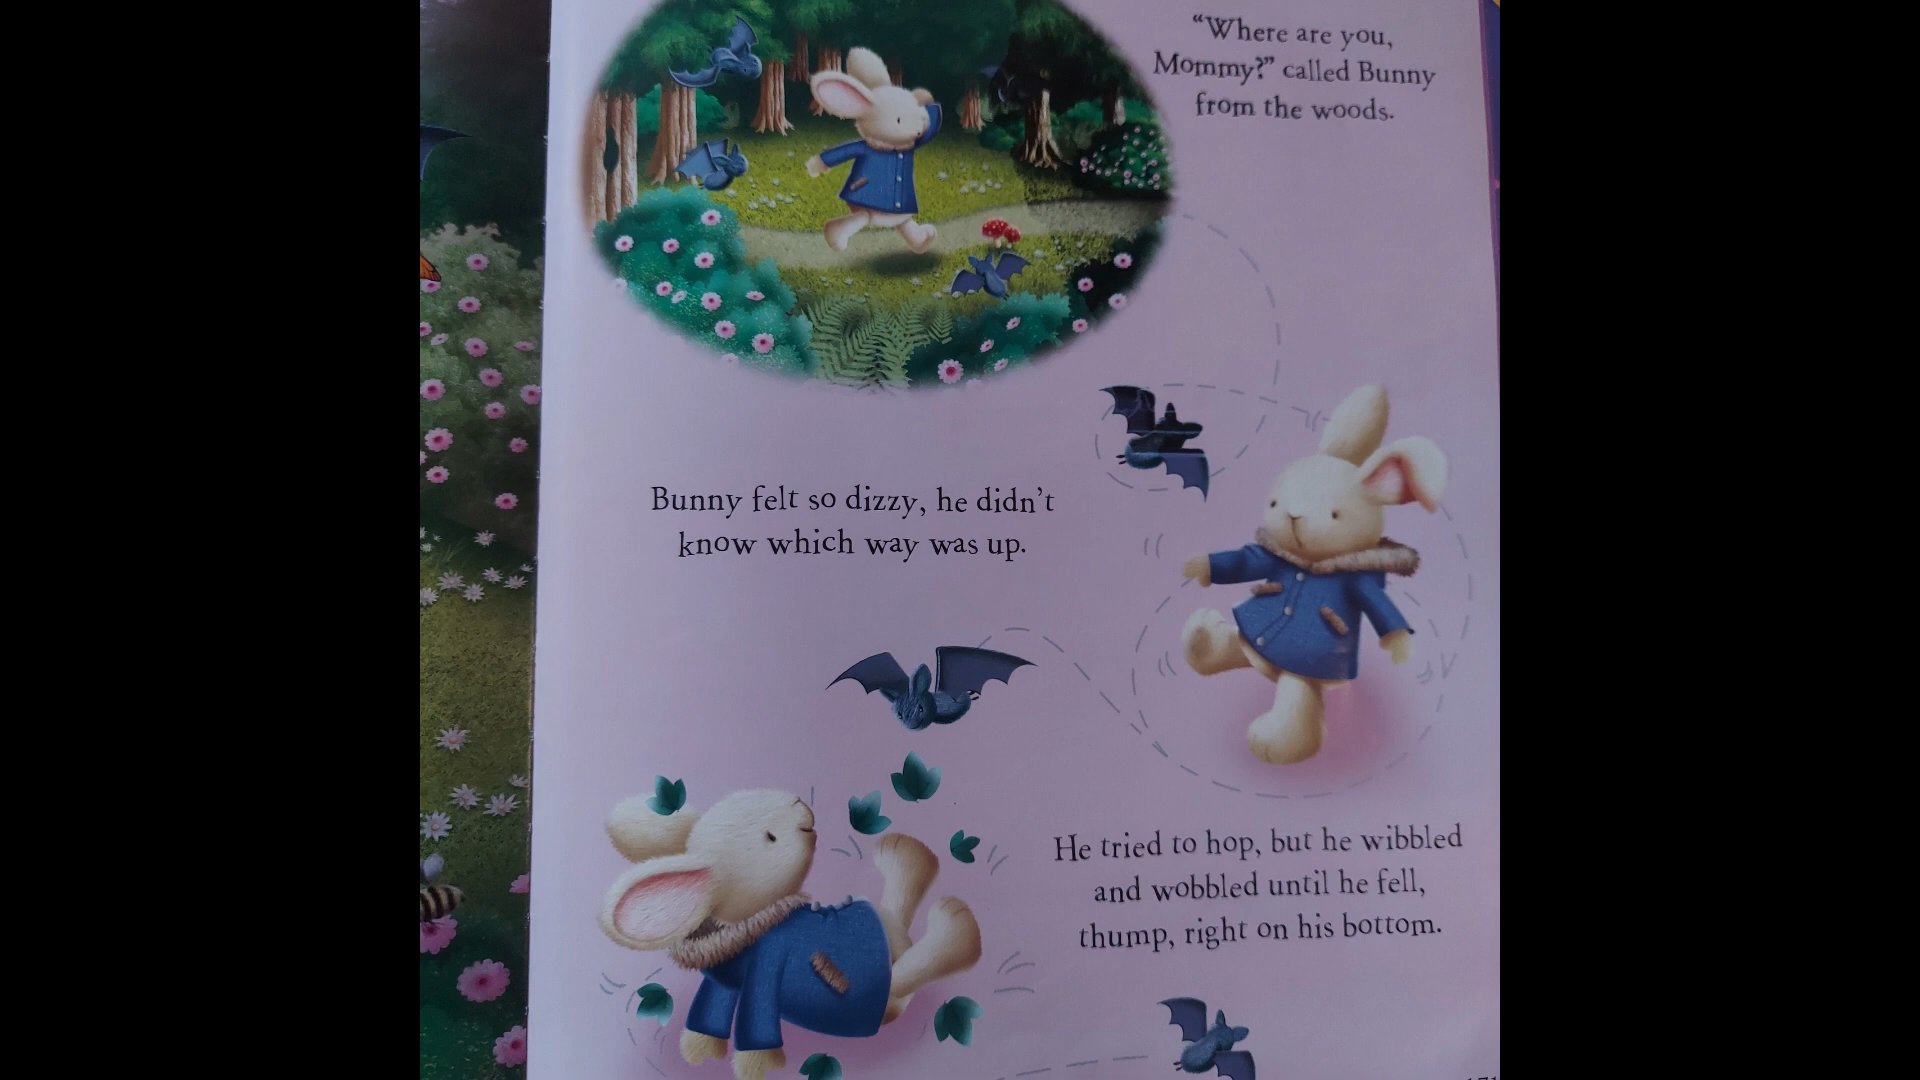 “Where are you,
Mommy?” called Bunny
from the woods.
Bunny felt so dizzy, he didn’t
know which way was up.
He tried to hop, but he wibbled
and wobbled until he fell,
thump, right on his bottom.